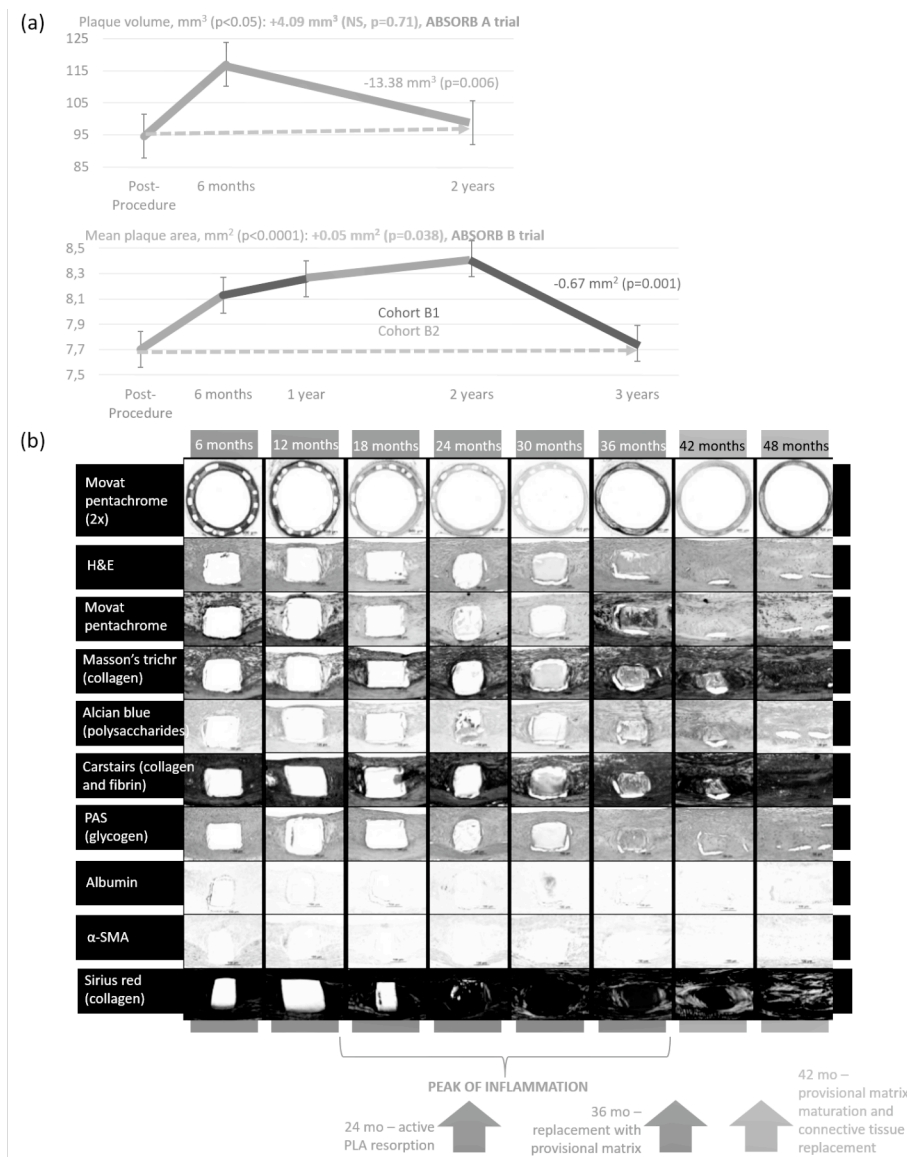 (a)
Plaque volume, mm³ (p<0.05): +4.09 mm³ (NS, p=0.71), ABSORB A trial
125
115
105
95
85
-13.38 mm³ (p=0.006)
Post-
Procedure
6 months
2 years
Mean plaque area, mm² (p<0.0001): +0.05 mm² (p=0.038), ABSORB B trial
8,5
8,3
8,1
7,9
7,7
7,5
-0.67 mm² (p=0.001)
Cohort B1
Cohort B2
Post-
Procedure
6 months
1 year
2 years
3 years
(b)
6 months 12 months 18 months 24 months 30 months 36 months 42 months 48 months
Movat
pentachrome
(2x)
H&E
Movat
pentachrome
Masson's trichr
(collagen)
Alcian blue
(polysaccharides)
Carstairs (collagen
and fibrin)
PAS
(glycogen)
Albumin
α-SMA
Sirius red
(collagen)
PEAK OF INFLAMMATION
24 mo – active
PLA resorption
36 mo –
replacement with
provisional matrix
42 mo –
provisional matrix
maturation and
connective tissue
replacement